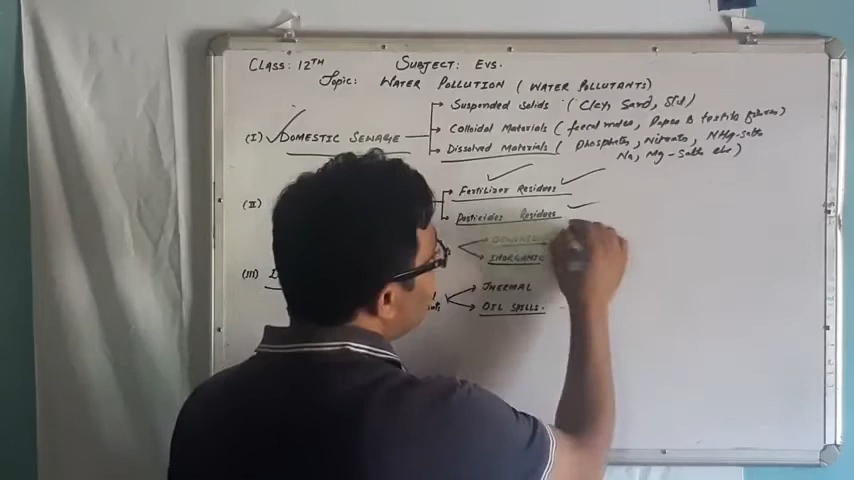 CLASS: 12TH SUBJECT: EVS.
Topic: WATER POLLUTION (WATER POLLUTANTS)
Suspended Solids (Clay, Sand, Silt)
(I) DOMESTIC SEWAGE Colloidal Materials (faecal matter, Paper & textile fibres)
Dissolved Materials (Phosphate, Nitrate, NH4-salts
Na, Mg-salts etc)
(II) Fertilizer Residues
Pesticides Residues
INORGANIC
(III)
THERMAL
OIL SPILLS.